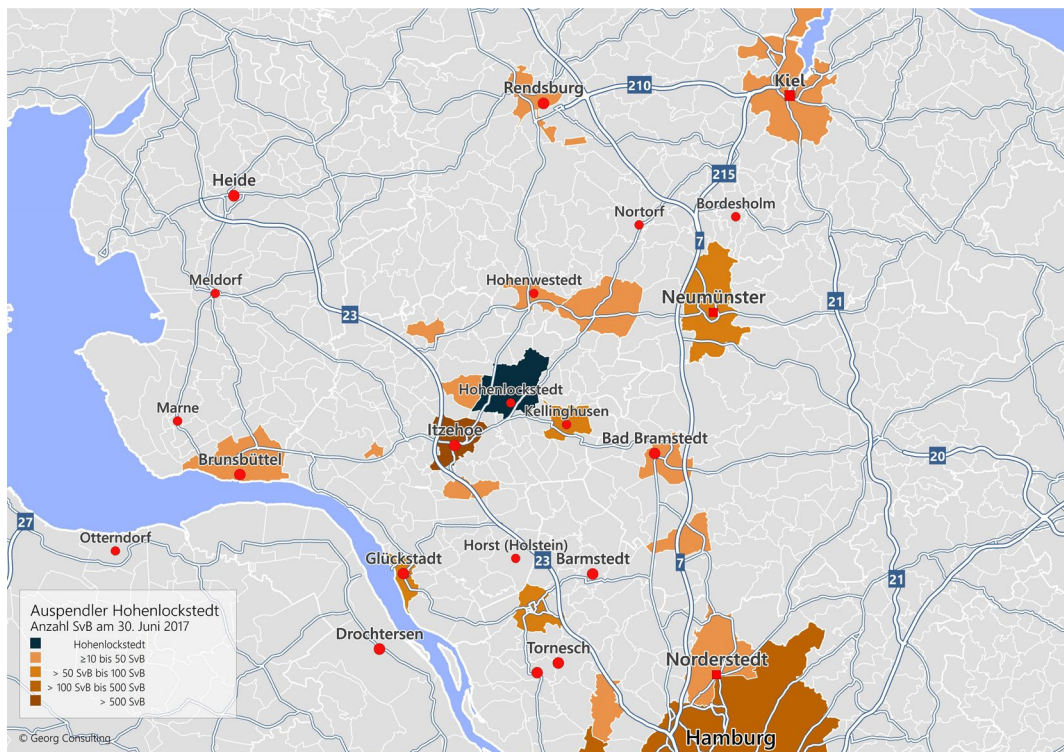 Kiel
Rendsburg
210
Heide
215
Nortorf
Bordesholm
7
Meldorf
Hohenwestedt
Neumünster
23
21
Hohenlockstedt
Marne
Kellinghusen
Itzehoe
Bad Bramstedt
Brunsbüttel
20
27
Otterndorf
Glückstadt
Horst (Holstein)
23
Barmstedt
7
21
Auspendler Hohenlockstedt
Anzahl SvB am 30. Juni 2017
Hohenlockstedt
≥10 bis 50 SvB
> 50 SvB bis 100 SvB
> 100 SvB bis 500 SvB
> 500 SvB
Drochtersen
Tornesch
Norderstedt
Hamburg
© Georg Consulting